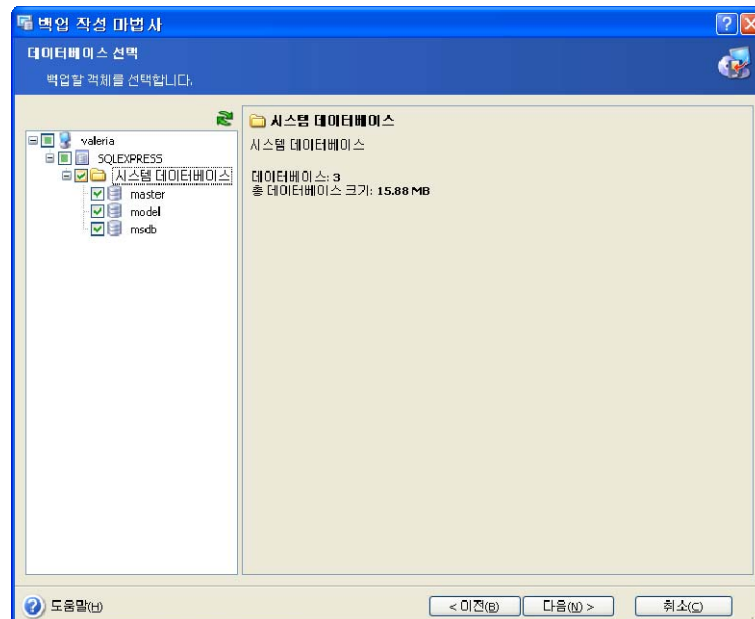 백업 작성 마법사
데이터베이스 선택
백업할 객체를 선택합니다.
valeria
SQLEXPRESS
시스템 데이터베이스
master
model
msdb
시스템 데이터베이스
시스템 데이터베이스
데이터베이스: 3
총 데이터베이스 크기: 15.88 MB
도움말(H)
< 이전(B)
다음(N) >
취소(C)